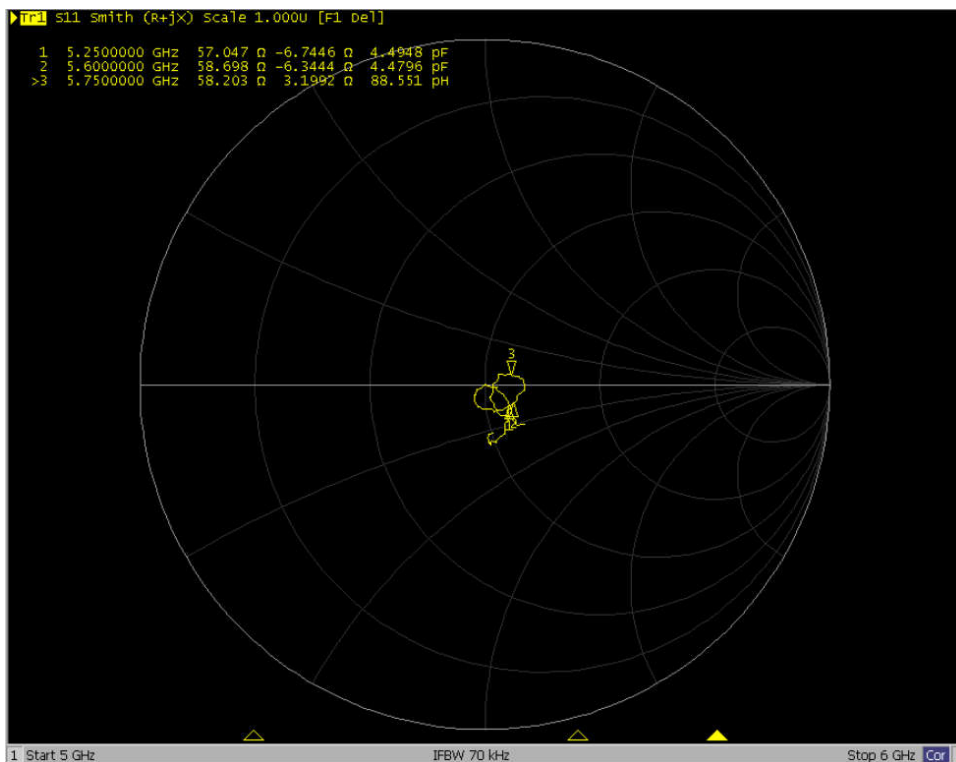 Tr1 S11 Smith (R+jX) Scale 1.000U [F1 Del]
1 5.2500000 GHz 57.047 Ω -6.7446 Ω 4.4948 pF
2 5.6000000 GHz 58.698 Ω -6.3444 Ω 4.4796 pF
>3 5.7500000 GHz 58.203 Ω 3.1992 Ω 88.551 pH
3
1 Start 5 GHz IFBW 70 kHz Stop 6 GHz Cor